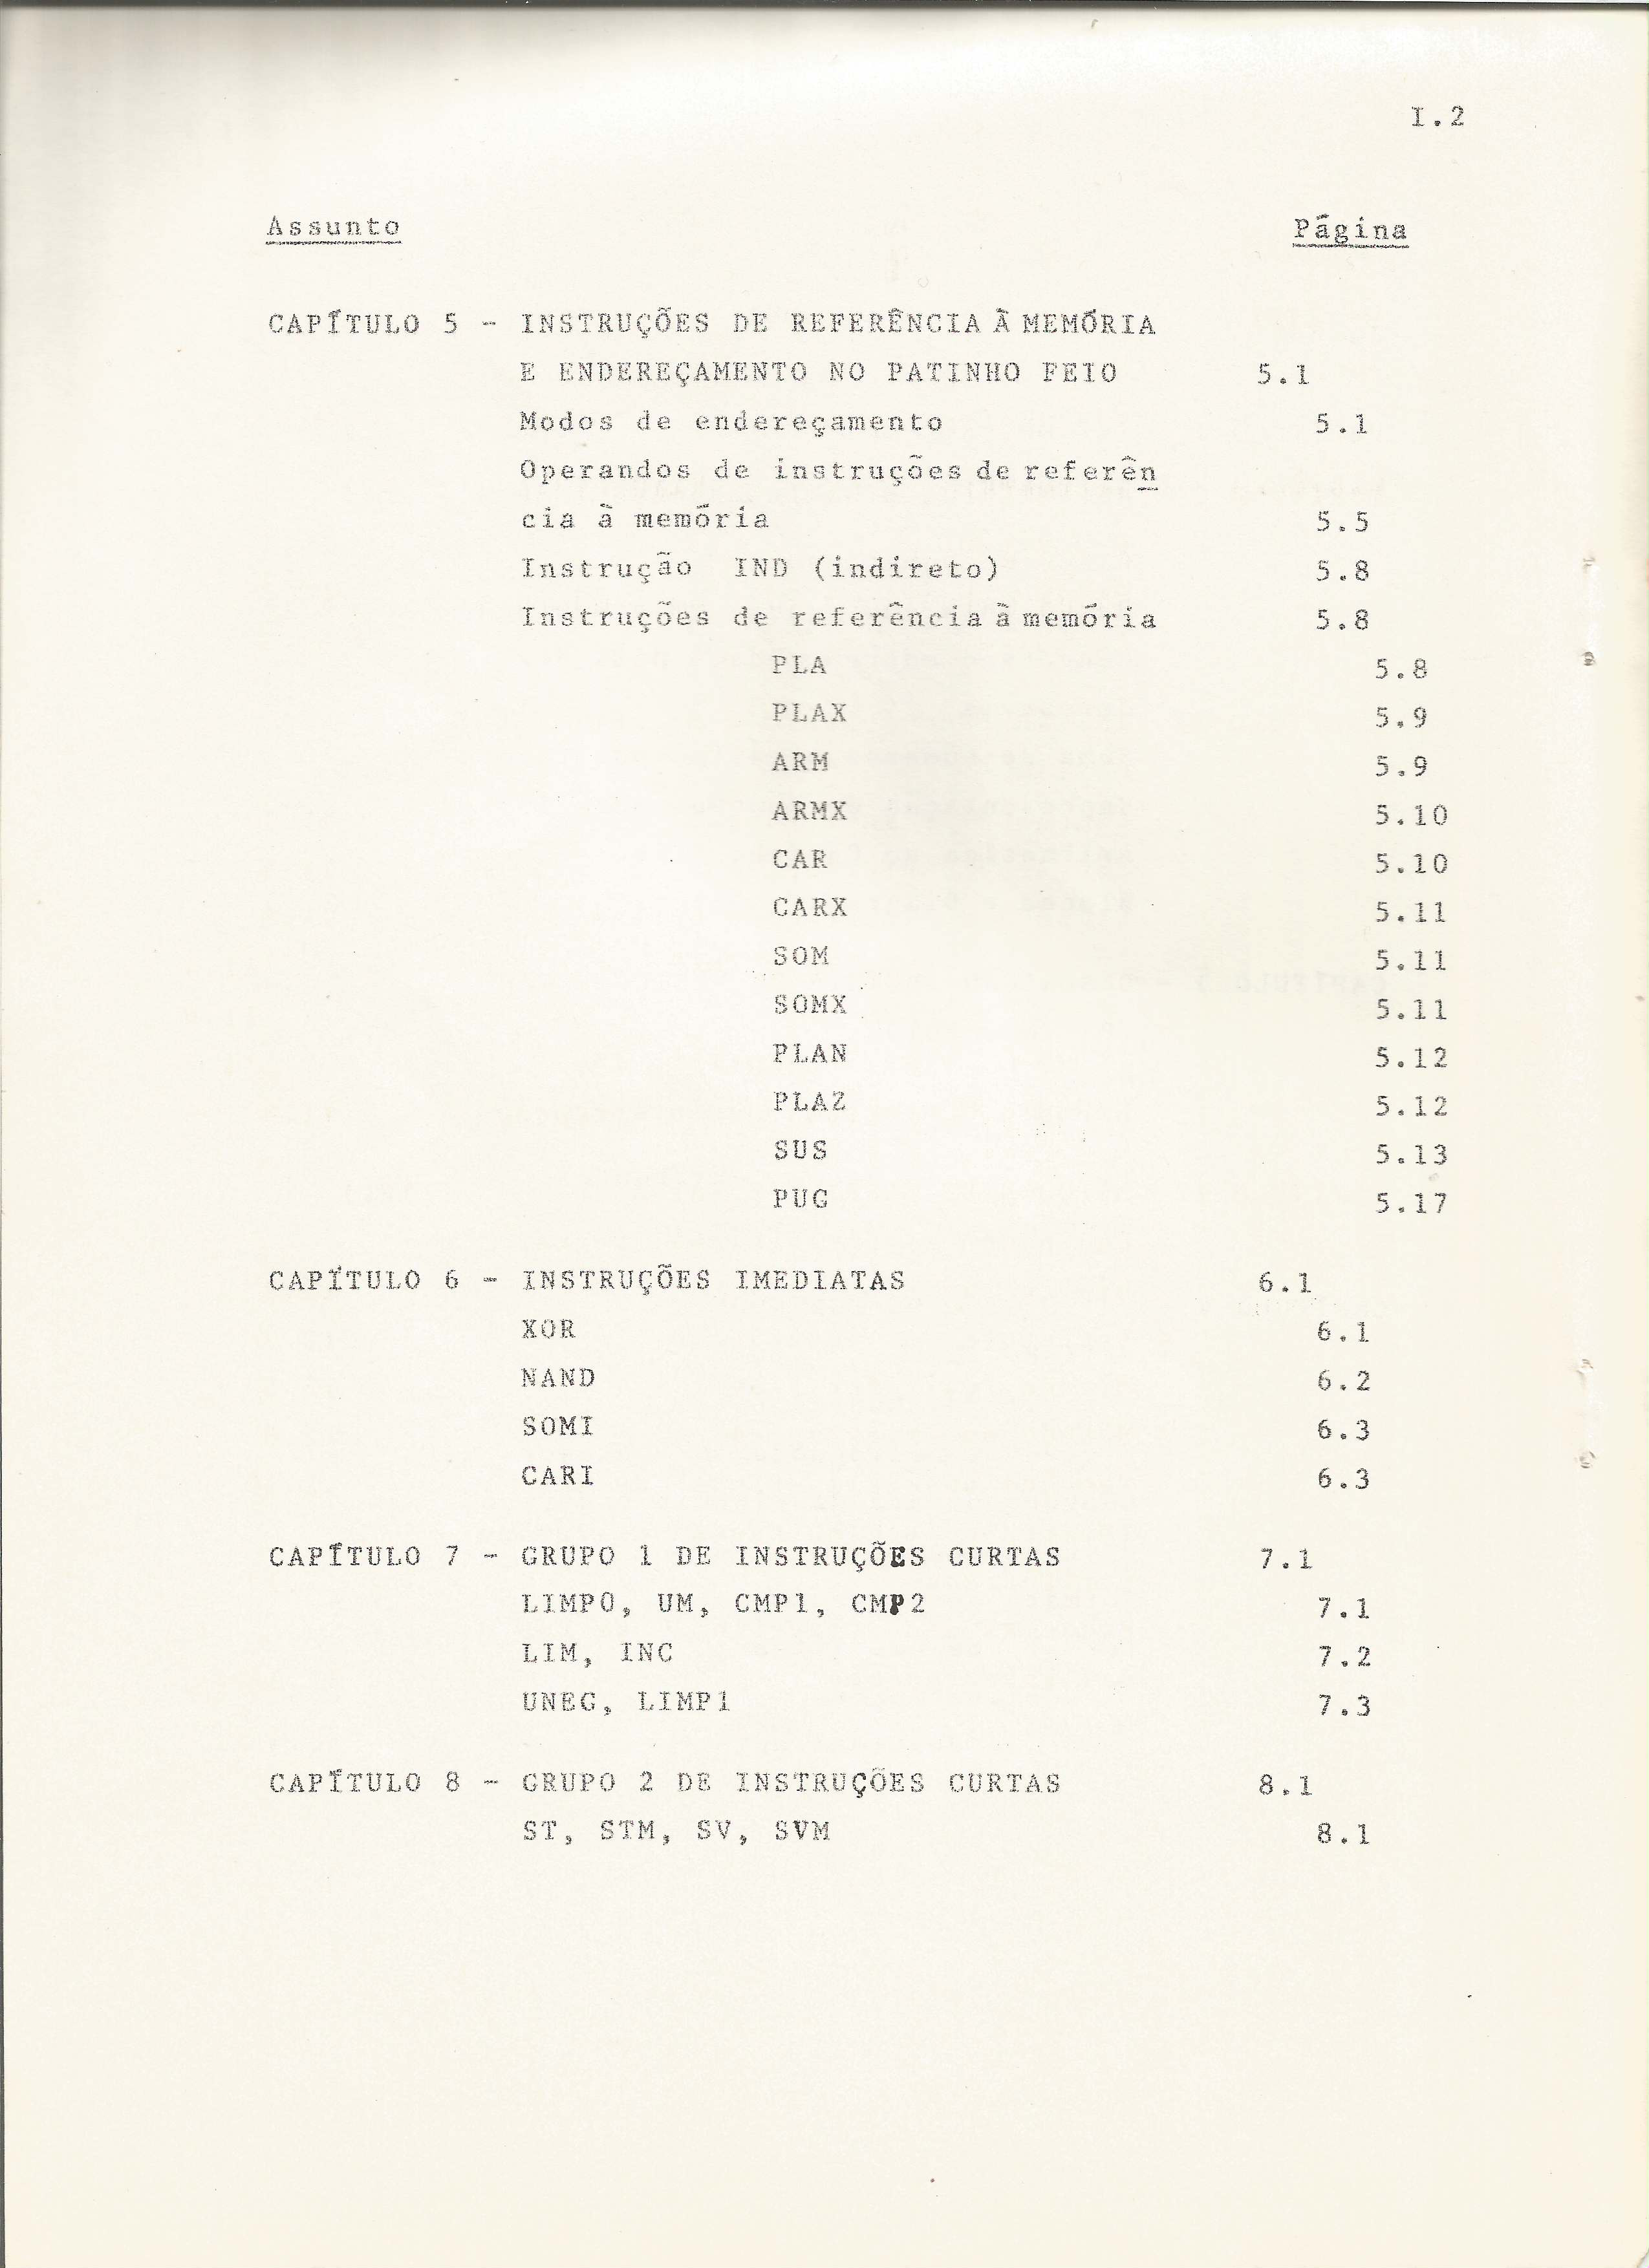 I.2
Assunto Página
CAPÍTULO 5 - INSTRUÇÕES DE REFERÊNCIA À MEMÓRIA
E ENDEREÇAMENTO NO PATINHO FEIO 5.1
Modos de endereçamento 5.1
Operandos de instruções de referên
cia à memória 5.5
Instrução IND (indireto) 5.8
Instruções de referência à memória 5.8
PLA 5.8
PLAX 5.9
ARM 5.9
ARMX 5.10
CAR 5.10
CARX 5.11
SOM 5.11
SOMX 5.11
PLAN 5.12
PLAZ 5.12
SUS 5.13
PUG 5.17
CAPÍTULO 6 - INSTRUÇÕES IMEDIATAS 6.1
XOR 6.1
NAND 6.2
SOMI 6.3
CARI 6.3
CAPÍTULO 7 - GRUPO 1 DE INSTRUÇÕES CURTAS 7.1
LIMPO, UM, CMP1, CMP2 7.1
LIM, INC 7.2
UNEG, LIMP1 7.3
CAPÍTULO 8 - GRUPO 2 DE INSTRUÇÕES CURTAS 8.1
ST, STM, SV, SVM 8.1